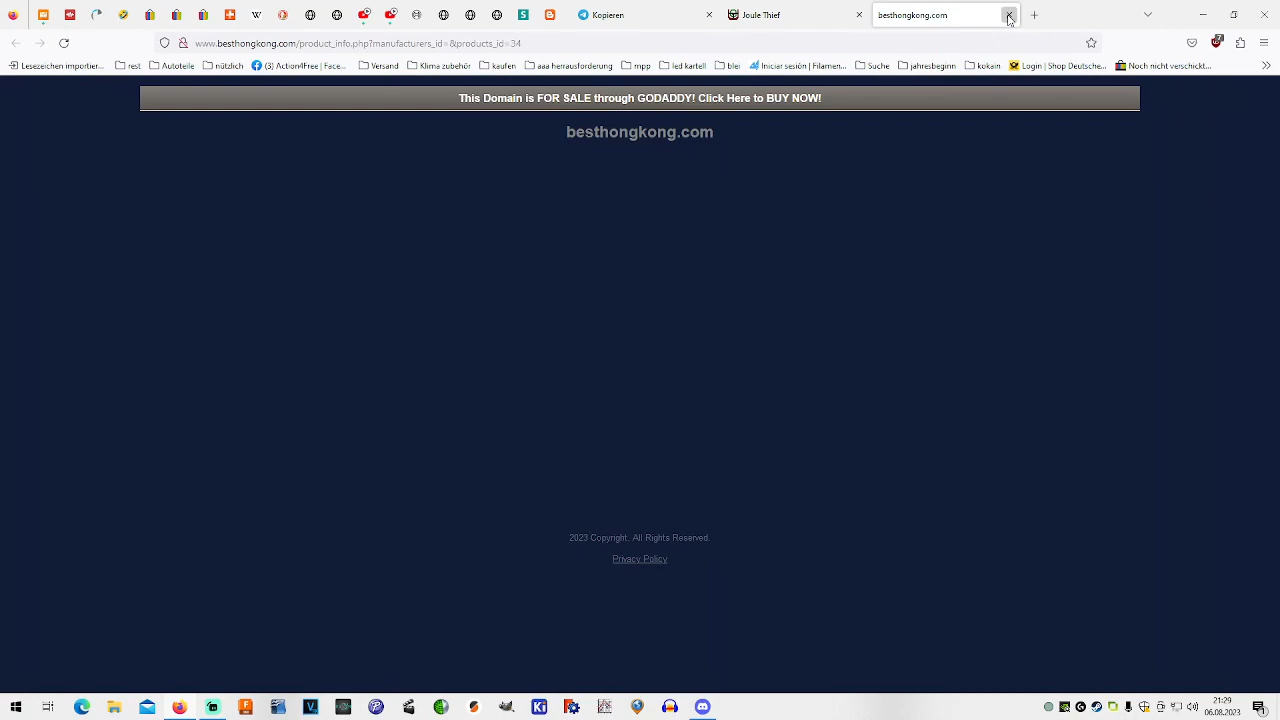 Kopieren
besthongkong.com
www.besthongkong.com/product_info.php?manufacturers_id=&products_id=34
7
Lesezeichen importier... rest Autoteile nützlich (3) Action4Free | Face... Versand Klima zubehör kaufen aaa herrausforderung mpp led kartell blei Iniciar sesión | Filamen... Suche jahresbeginn kokain Login | Shop Deutsche... Noch nicht verschickt...
This Domain is FOR SALE through GODADDY! Click Here to BUY NOW!
besthongkong.com
2023 Copyright. All Rights Reserved.
Privacy Policy
21:29
06.08.2023